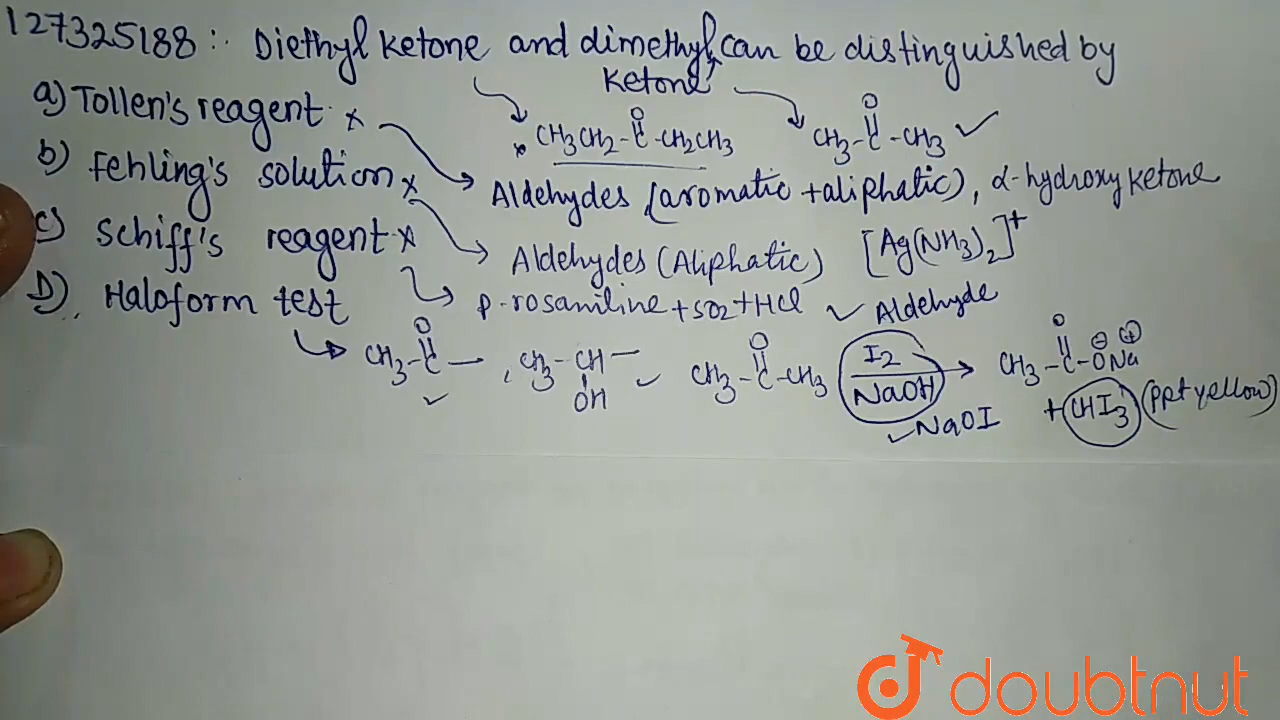 127325188:. Diethyl ketone and dimethyl can be distinguished by
Ketone
a) Tollen's reagent. x
O
CH3CH2-C-CH2CH3
O
CH3-C-CH3 ✓
b) fehling's solution x
Aldehydes (aromatic + aliphatic), α-hydroxy ketone
c) Schiff's reagent x
Aldehydes (Aliphatic) [Ag(NH3)2]+
D) Haloform test
p-rosaniline + SO2 + HCl ✓ Aldehyde
O
CH3-C- , CH3-CH-
OH
O
CH3-C-CH3
I2
NaOH
✓NaOI
O
CH3-C-ONa
+ CHI3 (ppt yellow)
doubtnut